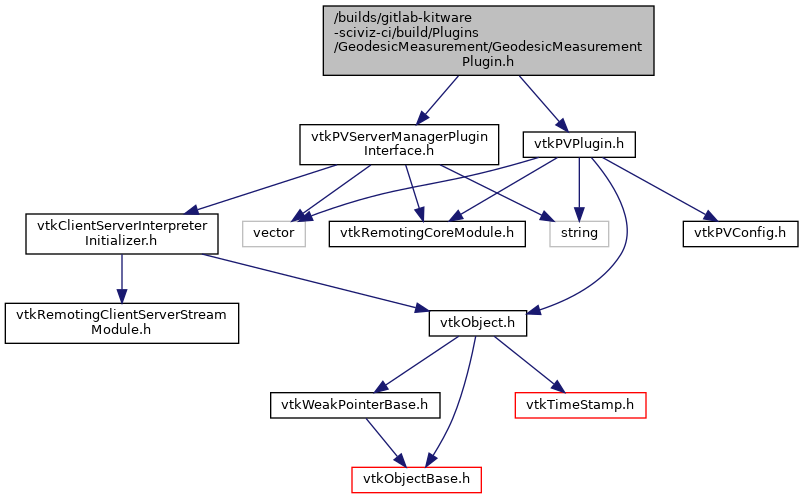 /builds/gitlab-kitware
-sciviz-ci/build/Plugins
/GeodesicMeasurement/GeodesicMeasurement
Plugin.h
vtkPVServerManagerPlugin
Interface.h
vtkPVPlugin.h
vtkClientServerInterpreter
Initializer.h
vector
vtkRemotingCoreModule.h
string
vtkPVConfig.h
vtkRemotingClientServerStream
Module.h
vtkObject.h
vtkWeakPointerBase.h
vtkTimeStamp.h
vtkObjectBase.h